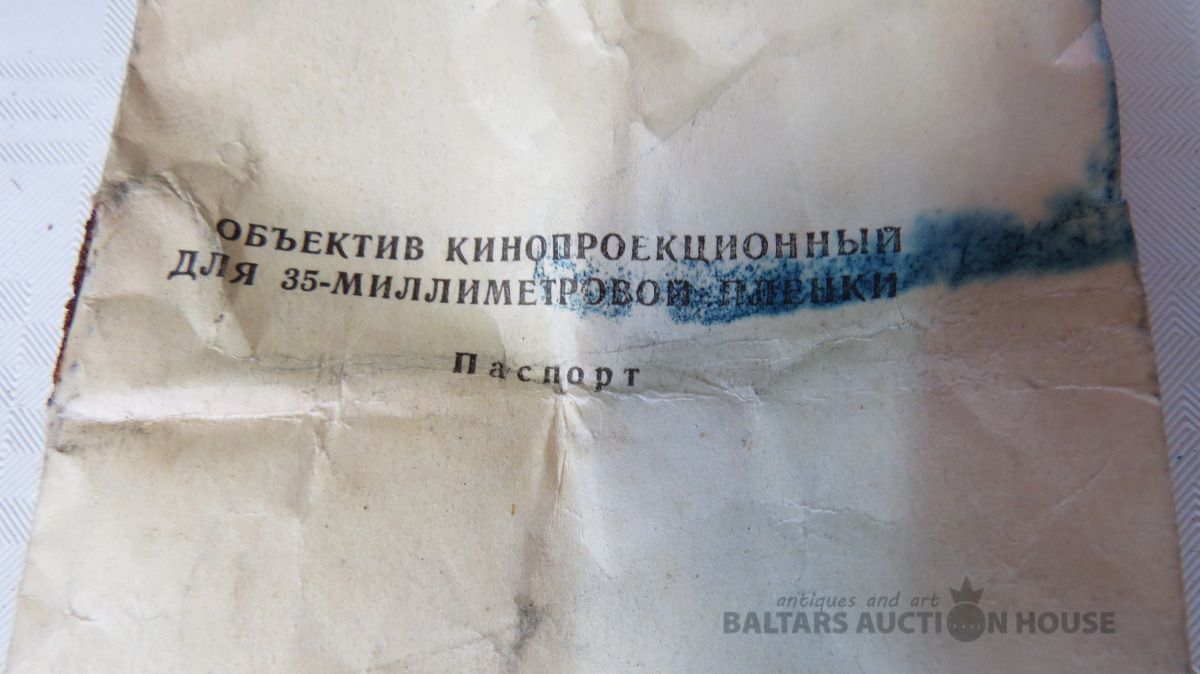 ОБЪЕКТИВ КИНОПРОЕКЦИОННЫЙ
ДЛЯ 35-МИЛЛИМЕТРОВОЙ ПЛЕНКИ
Паспорт
antiques and art
BALTARS AUCTION HOUSE